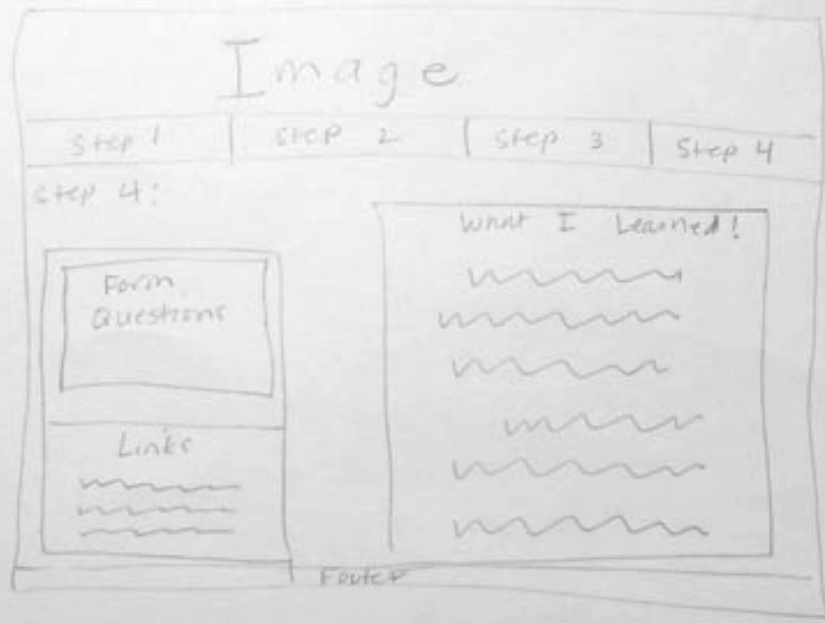 Image
Step 1 Step 2 Step 3 Step 4
Step 4:
What I Learned!
Form
Questions
Links
Footer